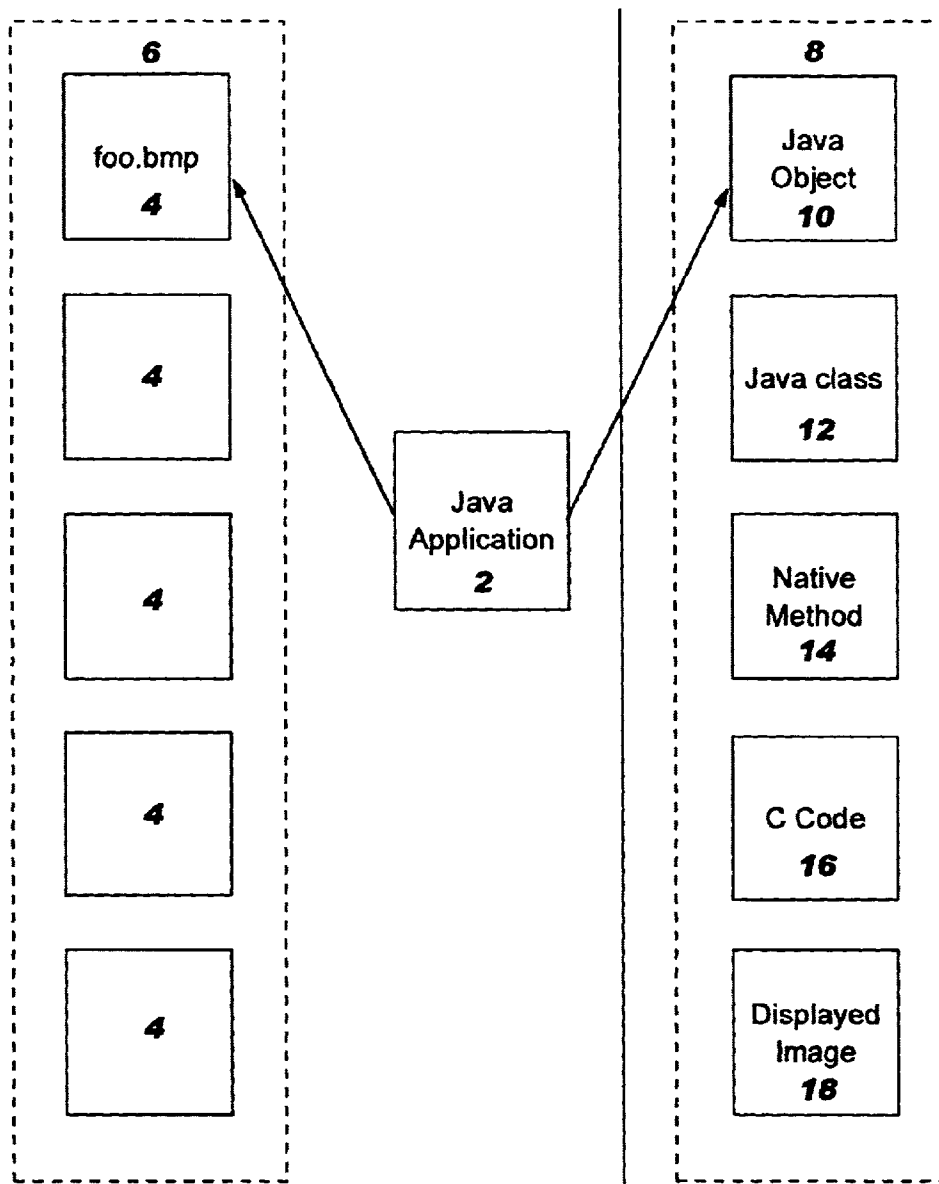 6
foo.bmp
4
4
4
4
4
Java
Application
2
8
Java
Object
10
Java class
12
Native
Method
14
C Code
16
Displayed
Image
18